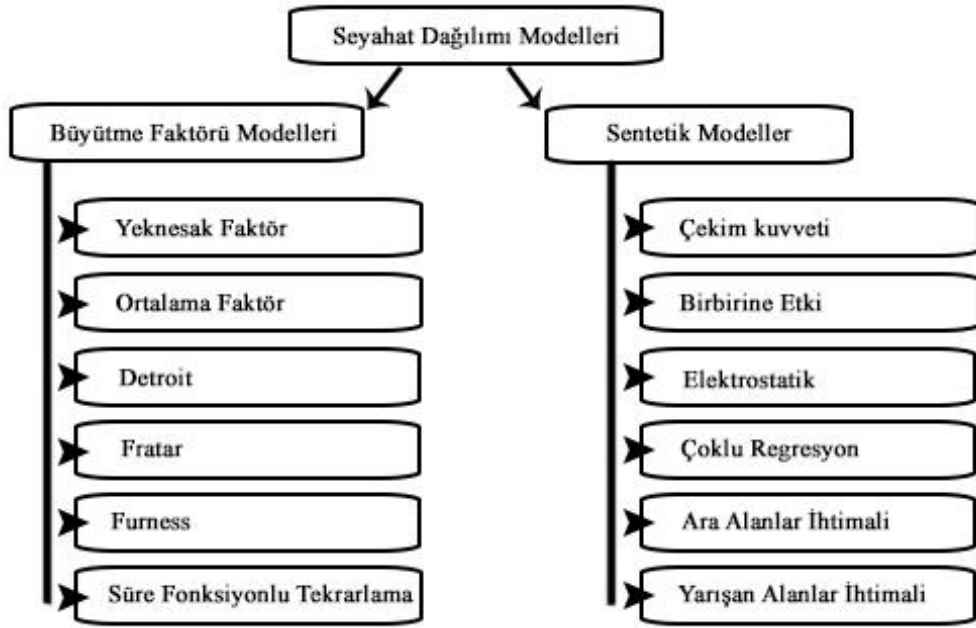 Seyahat Dağılımı Modelleri
Büyütme Faktörü Modelleri
Yeknesak Faktör
Ortalama Faktör
Detroit
Fratar
Furness
Süre Fonksiyonlu Tekrarlama
Sentetik Modeller
Çekim kuvveti
Birbirine Etki
Elektrostatik
Çoklu Regresyon
Ara Alanlar İhtimali
Yarışan Alanlar İhtimali